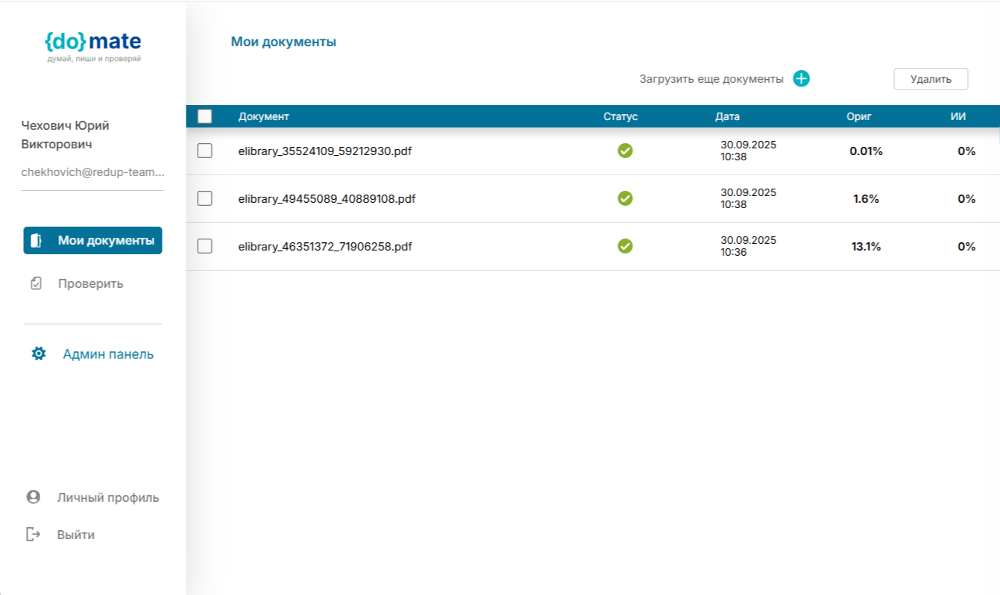 {do}mate
думай, пиши и проверяй
Чехович Юрий
Викторович
chekhovich@redup-team...
Мои документы
Проверить
Админ панель
Личный профиль
Выйти
Мои документы
Загрузить еще документы
Удалить
Документ Статус Дата Ориг ИИ
elibrary_35524109_59212930.pdf 30.09.2025 10:38 0.01% 0%
elibrary_49455089_40889108.pdf 30.09.2025 10:38 1.6% 0%
elibrary_46351372_71906258.pdf 30.09.2025 10:36 13.1% 0%